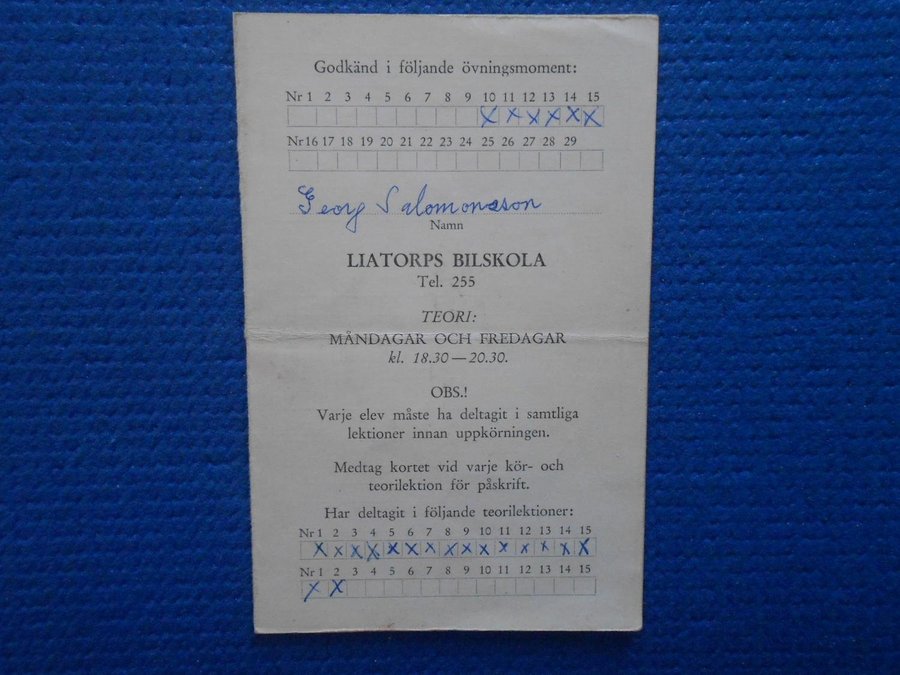 Godkänd i följande övningsmoment:
Nr 1 2 3 4 5 6 7 8 9 10 11 12 13 14 15
x x x x x x
Nr 16 17 18 19 20 21 22 23 24 25 26 27 28 29
Georg Salomonsson
Namn
LIATORPS BILSKOLA
Tel. 255
TEORI:
MÅNDAGAR OCH FREDAGAR
kl. 18.30—20.30.
OBS.!
Varje elev måste ha deltagit i samtliga
lektioner innan uppkörningen.
Medtag kortet vid varje kör- och
teorilektion för påskrift.
Har deltagit i följande teorilektioner:
Nr 1 2 3 4 5 6 7 8 9 10 11 12 13 14 15
x x x x x x x x x x x x x x x
Nr 1 2 3 4 5 6 7 8 9 10 11 12 13 14 15
x x